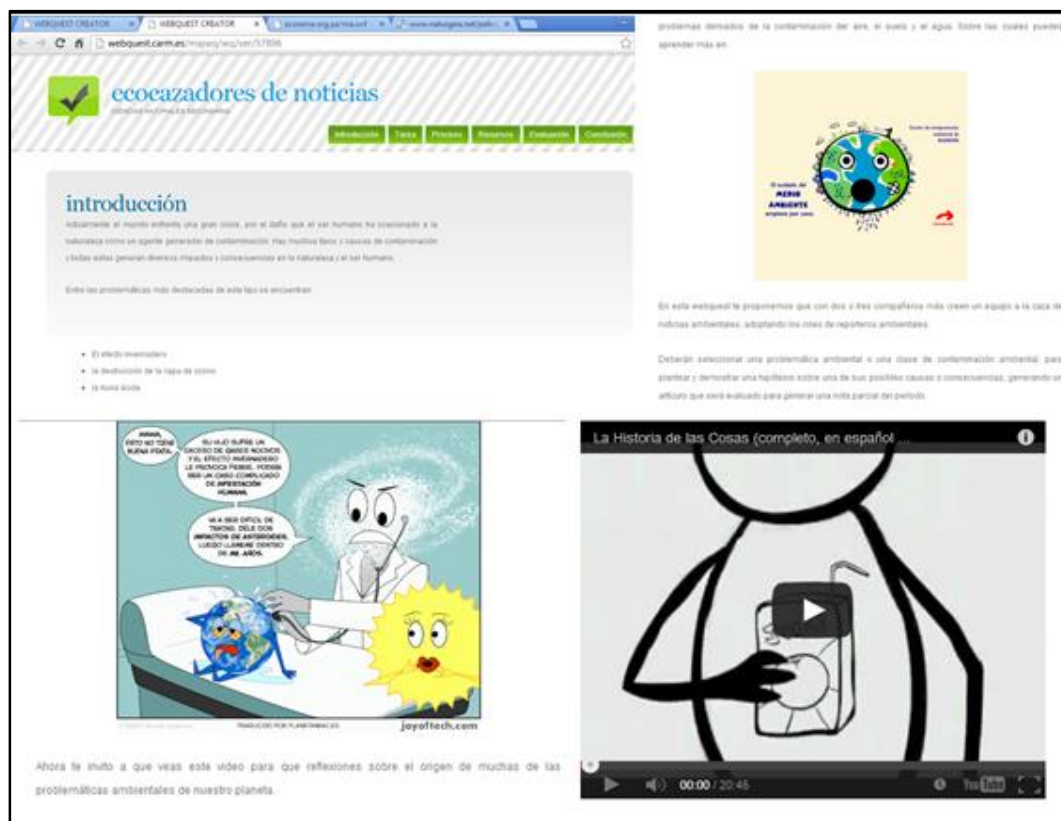 WEBQUEST CREATOR
WEBQUEST CREATOR
webquest.carm.es/majwq/wq/ver/37896
ecocazadores de noticias
Introducción Tarea Proceso Recursos Evaluación Conclusión
introducción
Actualmente el mundo enfrenta una gran crisis, por el daño que el ser humano ha ocasionado a la
naturaleza como un agente generador de contaminación. Hay muchos tipos y causas de contaminación
y todas estas generan diversos impactos y consecuencias en la naturaleza y el ser humano.
Entre las problemáticas más destacadas de este tipo se encuentran:
El efecto invernadero
la destrucción de la capa de ozono
la lluvia ácida
problemas derivados de la contaminación del aire, el suelo y el agua. Sobre las cuales puedes
aprender más en:
El cuidado del
MEDIO
AMBIENTE
empieza por casa
En esta webquest te proponemos que con dos o tres compañeros más creen un equipo a la caza de
noticias ambientales, adoptando los roles de reporteros ambientales.
Deberán seleccionar una problemática ambiental o una clase de contaminación ambiental para
plantear y demostrar una hipótesis sobre una de sus posibles causas o consecuencias, generando un
artículo que será evaluado para generar una nota parcial del periodo.
MMMM,
ESTO NO TIENE
BUENA PINTA.
SU HIJO SUFRE UN
EXCESO DE GASES NOCIVOS
Y EL EFECTO INVERNADERO
LE PROVOCA FIEBRE. PODRÍA
SER UN CASO COMPLICADO
DE INFESTACIÓN
HUMANA.
VA A SER DIFÍCIL DE
TRATAR. DÉLE DOS
IMPACTOS DE ASTEROIDES.
LUEGO LLÁMEME DENTRO
DE MIL AÑOS.
TRADUCIDO POR
joyoftech.com
Ahora te invito a que veas este video para que reflexiones sobre el origen de muchas de las
problemáticas ambientales de nuestro planeta.
La Historia de las Cosas (completo, en español ...
00:00 / 20:45
YouTube